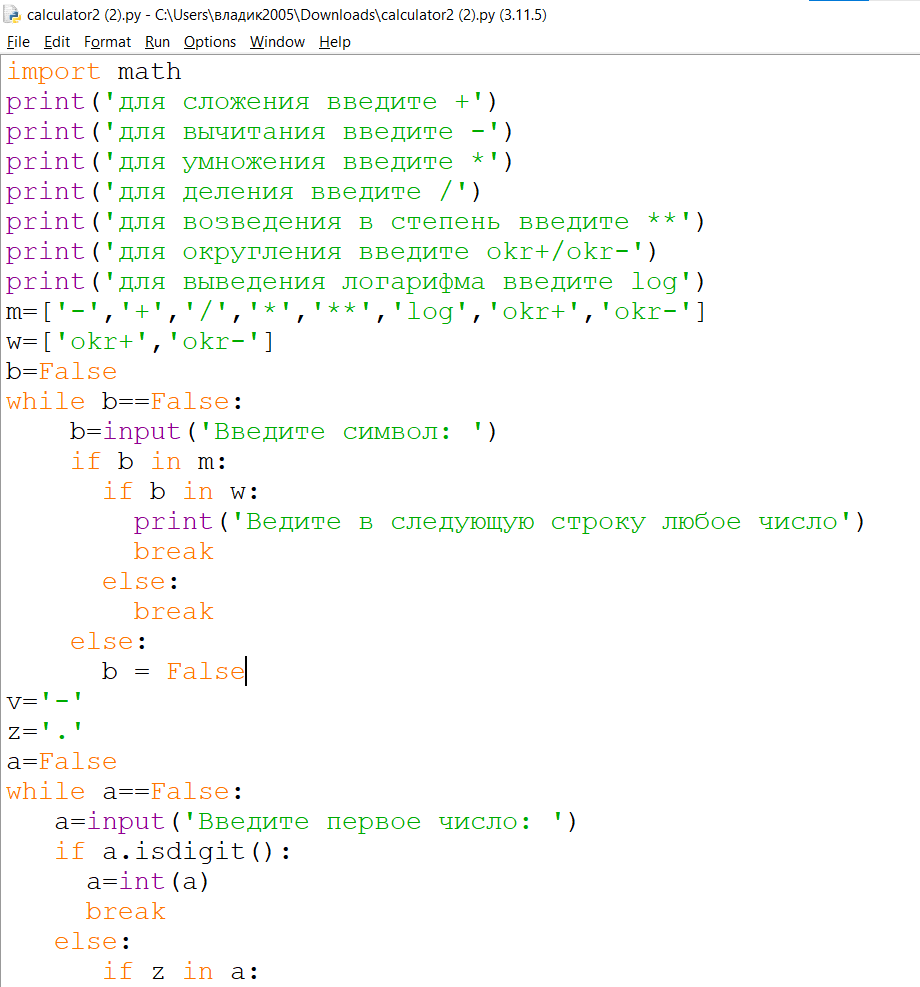 calculator2 (2).py - C:\Users\владик2005\Downloads\calculator2 (2).py (3.11.5)
File Edit Format Run Options Window Help
import math
print('для сложения введите +')
print('для вычитания введите -')
print('для умножения введите *')
print('для деления введите /')
print('для возведения в степень введите **')
print('для округления введите okr+/okr-')
print('для выведения логарифма введите log')
m=['-','+','/','*','**','log','okr+','okr-']
w=['okr+','okr-']
b=False
while b==False:
    b=input('Введите символ: ')
    if b in m:
      if b in w:
        print('Ведите в следующую строку любое число')
        break
      else:
        break
    else:
      b = False
v='-'
z='.'
a=False
while a==False:
   a=input('Введите первое число: ')
   if a.isdigit():
     a=int(a)
     break
   else:
      if z in a: